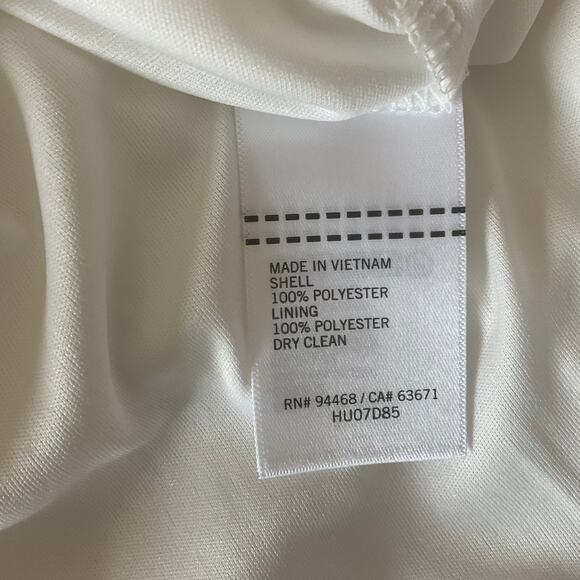 MADE IN VIETNAM
SHELL
100% POLYESTER
LINING
100% POLYESTER
DRY CLEAN
RN# 94468 / CA# 63671
HU07D85